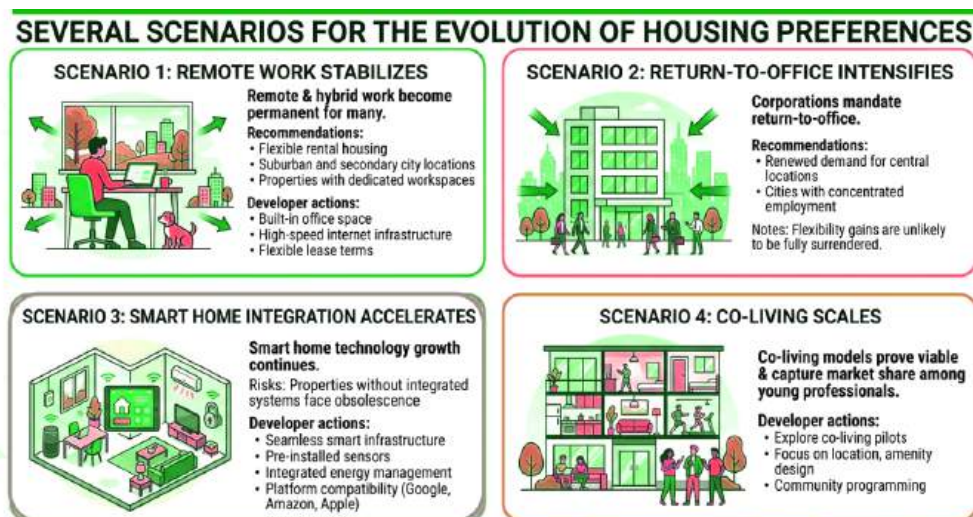 SEVERAL SCENARIOS FOR THE EVOLUTION OF HOUSING PREFERENCES
SCENARIO 1: REMOTE WORK STABILIZES
Remote & hybrid work become
permanent for many.
Recommendations:
• Flexible rental housing
• Suburban and secondary city locations
• Properties with dedicated workspaces
Developer actions:
• Built-in office space
• High-speed internet infrastructure
• Flexible lease terms
SCENARIO 2: RETURN-TO-OFFICE INTENSIFIES
Corporations mandate
return-to-office.
Recommendations:
• Renewed demand for central
locations
• Cities with concentrated
employment
Notes: Flexibility gains are unlikely
to be fully surrendered.
SCENARIO 3: SMART HOME INTEGRATION ACCELERATES
Smart home technology growth
continues.
Risks: Properties without integrated
systems face obsolescence
Developer actions:
• Seamless smart infrastructure
• Pre-installed sensors
• Integrated energy management
• Platform compatibility (Google,
Amazon, Apple)
SCENARIO 4: CO-LIVING SCALES
Co-living models prove viable
& capture market share among
young professionals.
Developer actions:
• Explore co-living pilots
• Focus on location, amenity
design
• Community programming